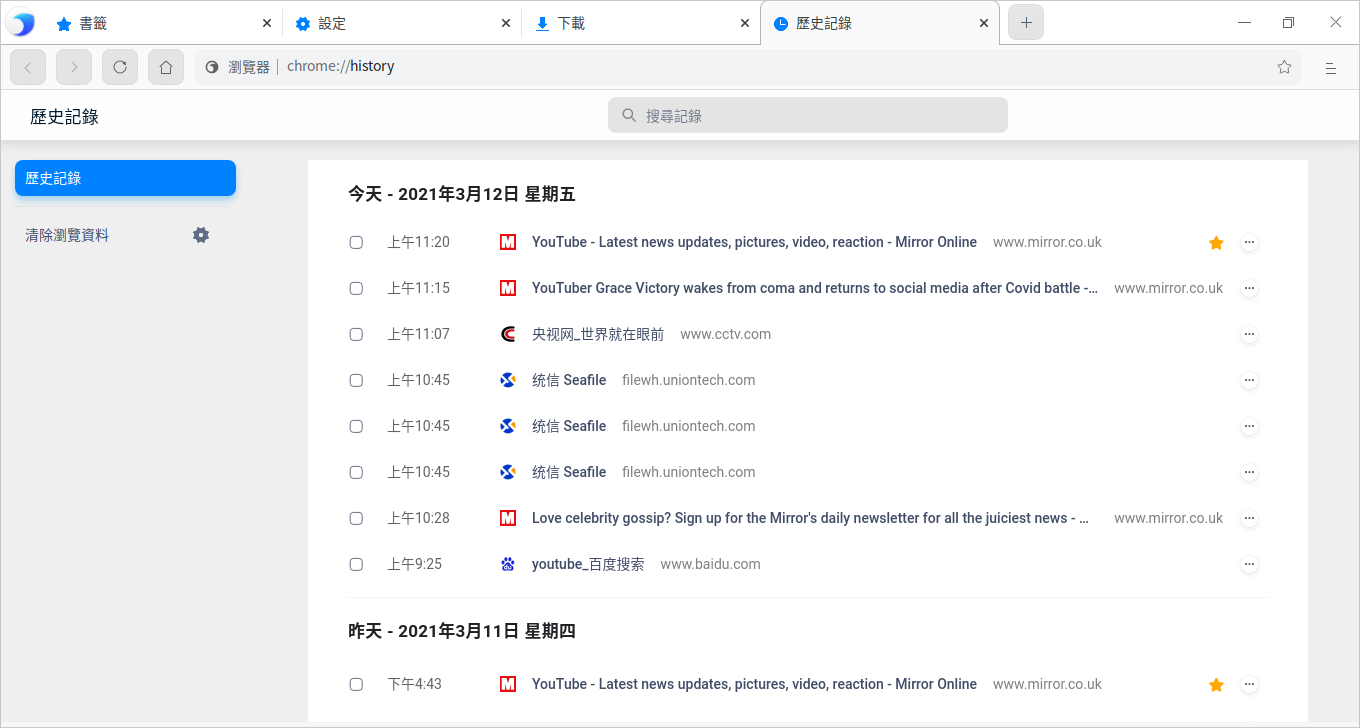 書籤 設定 下載 歷史記錄
瀏覽器 chrome://history
歷史記錄 搜尋記錄
歷史記錄
清除瀏覽資料
今天 - 2021年3月12日 星期五
上午11:20 YouTube - Latest news updates, pictures, video, reaction - Mirror Online www.mirror.co.uk
上午11:15 YouTuber Grace Victory wakes from coma and returns to social media after Covid battle -... www.mirror.co.uk
上午11:07 央视网_世界就在眼前 www.cctv.com
上午10:45 统信 Seafile filewh.uniontech.com
上午10:45 统信 Seafile filewh.uniontech.com
上午10:45 统信 Seafile filewh.uniontech.com
上午10:28 Love celebrity gossip? Sign up for the Mirror's daily newsletter for all the juiciest news - ... www.mirror.co.uk
上午9:25 youtube_百度搜索 www.baidu.com
昨天 - 2021年3月11日 星期四
下午4:43 YouTube - Latest news updates, pictures, video, reaction - Mirror Online www.mirror.co.uk